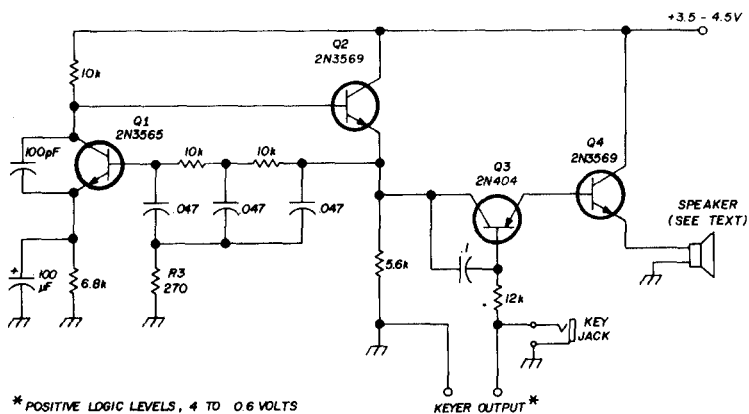 +3.5 - 4.5V
Q2
2N3569
10k
Q1
2N3565
100pF
10k
10k
Q3
2N404
Q4
2N3569
SPEAKER
(SEE TEXT)
.047
.047
.047
.1
+
100
µF
6.8k
R3
270
5.6k
12k
KEY
JACK
* POSITIVE LOGIC LEVELS, 4 TO 0.6 VOLTS
KEYER OUTPUT *